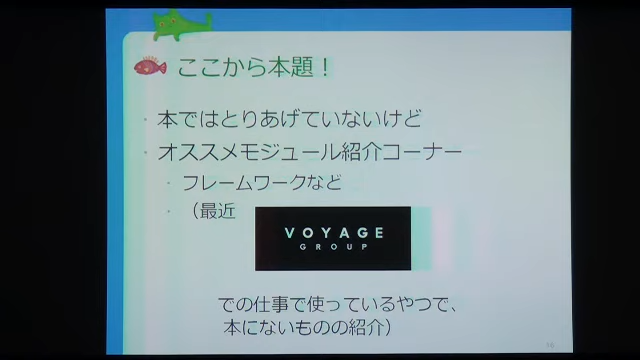 ここから本題！
・本ではとりあげていないけど
・オススメモジュール紹介コーナー
・フレームワークなど
・（最近
VOYAGE
GROUP
での仕事で使っているやつで、
本にないものの紹介）